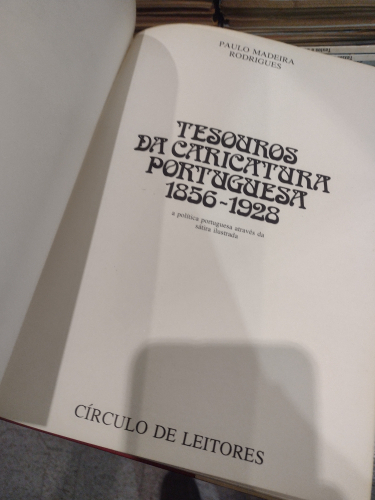 PAULO MADEIRA
RODRIGUES
TESOUROS
DA CARICATURA
PORTUGUESA
1856-1928
a política portuguesa através da
sátira ilustrada
CÍRCULO DE LEITORES